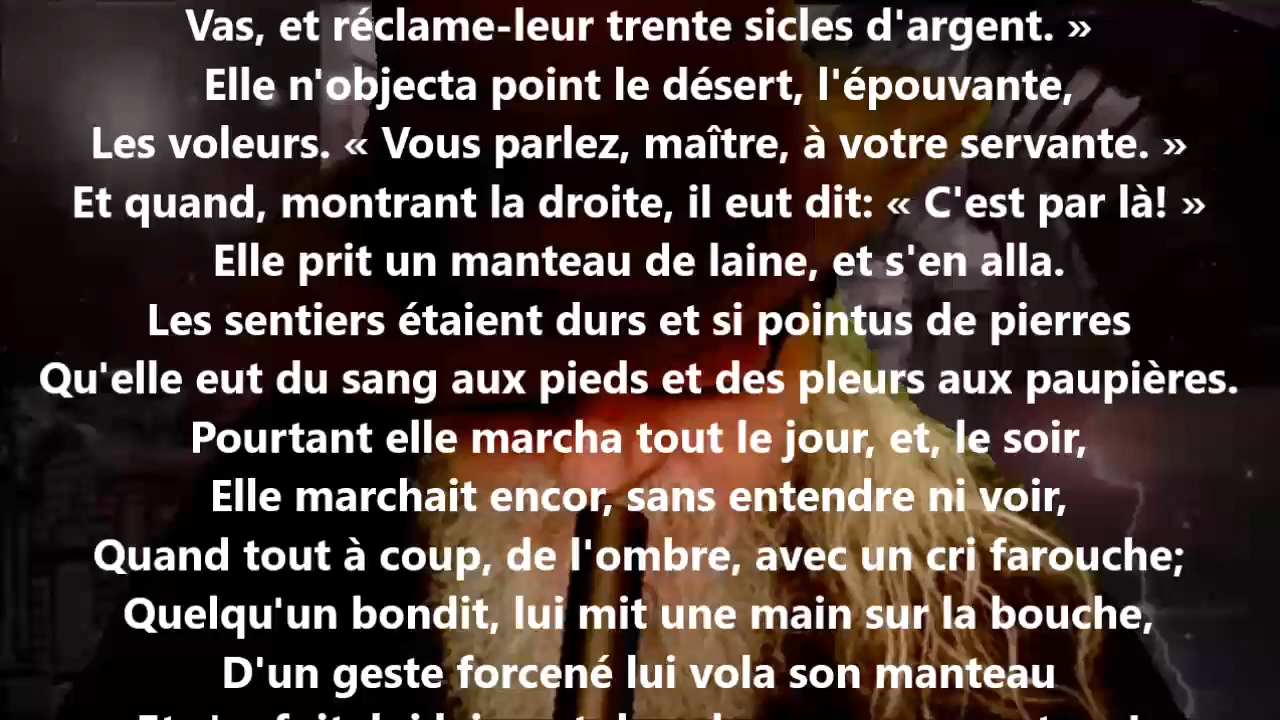 Vas, et réclame-leur trente sicles d'argent. »
Elle n'objecta point le désert, l'épouvante,
Les voleurs. « Vous parlez, maître, à votre servante. »
Et quand, montrant la droite, il eut dit: « C'est par là! »
Elle prit un manteau de laine, et s'en alla.
Les sentiers étaient durs et si pointus de pierres
Qu'elle eut du sang aux pieds et des pleurs aux paupières.
Pourtant elle marcha tout le jour, et, le soir,
Elle marchait encor, sans entendre ni voir,
Quand tout à coup, de l'ombre, avec un cri farouche;
Quelqu'un bondit, lui mit une main sur la bouche,
D'un geste forcené lui vola son manteau